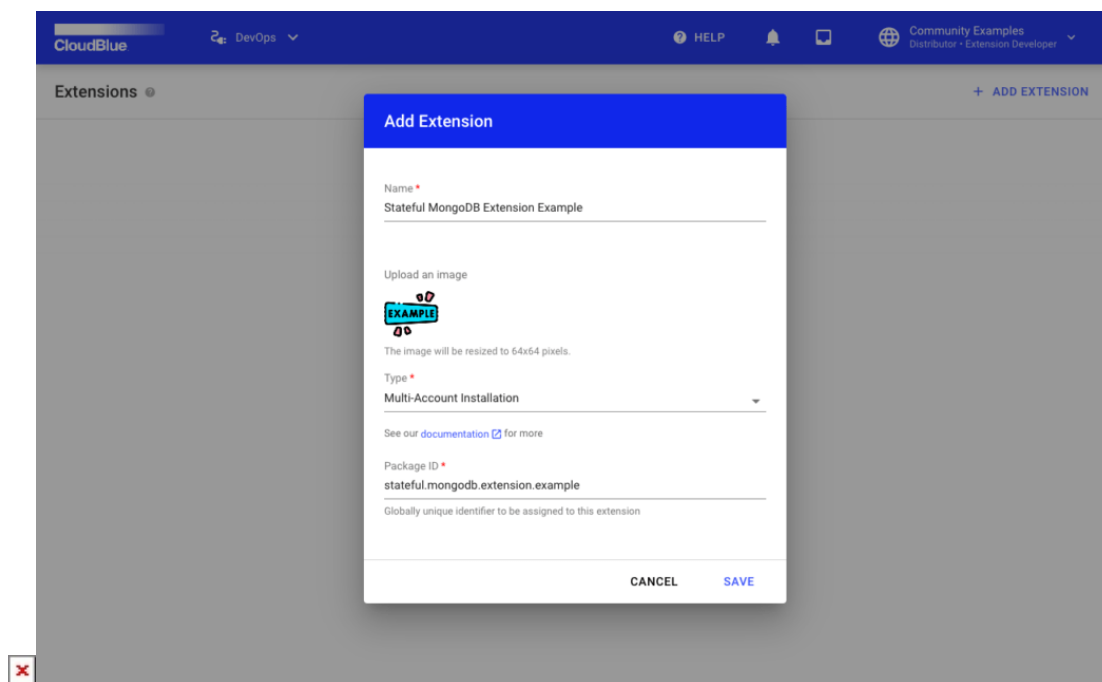 CloudBlue.
DevOps
HELP
Community Examples
Distributor • Extension Developer
Extensions
+ ADD EXTENSION
Add Extension
Name *
Stateful MongoDB Extension Example
Upload an image
EXAMPLE
The image will be resized to 64x64 pixels.
Type *
Multi-Account Installation
See our documentation for more
Package ID *
stateful.mongodb.extension.example
Globally unique identifier to be assigned to this extension
CANCEL SAVE